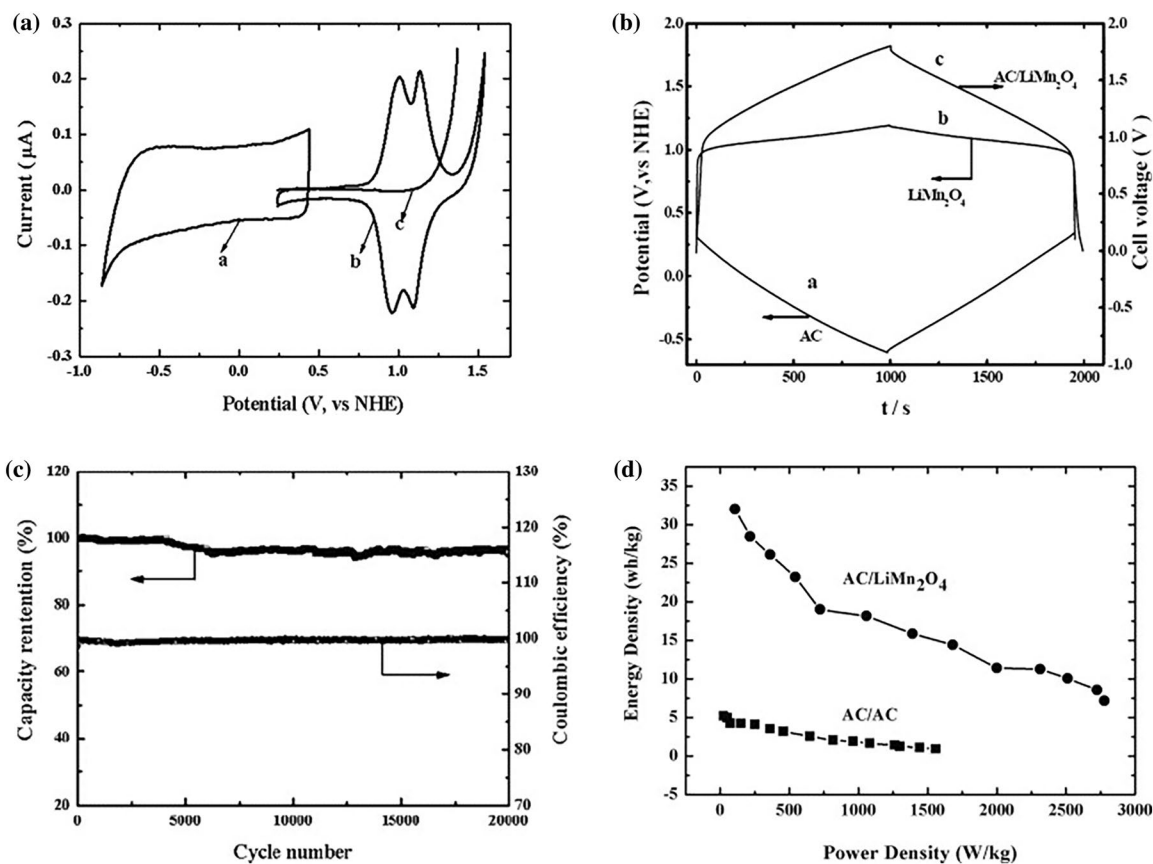 (a)
0.3
0.2
0.1
0.0
-0.1
-0.2
-0.3
Current ( μA )
a
b
c
-1.0 -0.5 0.0 0.5 1.0 1.5
Potential (V, vs NHE)
(b)
2.0
1.5
1.0
0.5
0.0
-0.5
Potential (V,vs NHE)
c
AC/LiMn2O4
b
LiMn2O4
a
AC
2.0
1.5
1.0
0.5
0.0
-0.5
-1.0
Cell voltage ( V )
0 500 1000 1500 2000
t / s
(c)
120
100
80
60
40
20
Capacity rentention (%)
130
120
110
100
90
80
70
Coulombic efficiency (%)
0 5000 10000 15000 20000
Cycle number
(d)
35
30
25
20
15
10
5
0
Energy Density (wh/kg)
AC/LiMn2O4
AC/AC
0 500 1000 1500 2000 2500 3000
Power Density (W/kg)